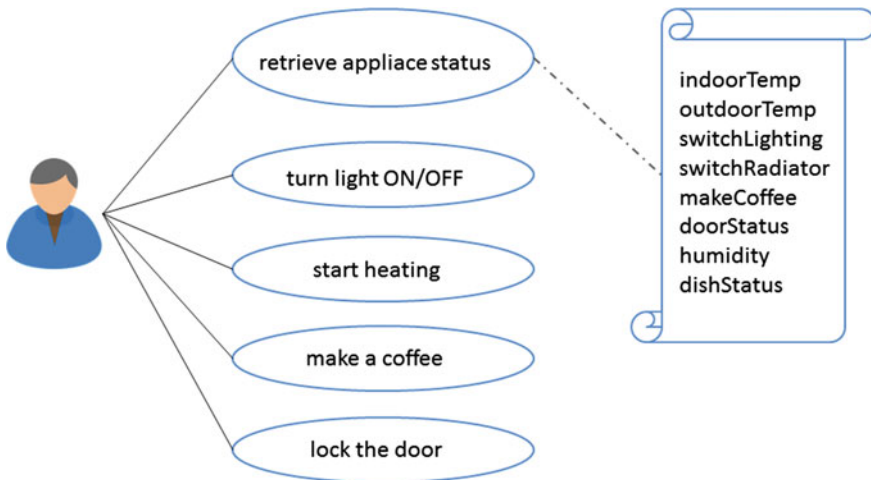 retrieve appliace status
turn light ON/OFF
start heating
make a coffee
lock the door
indoorTemp
outdoorTemp
switchLighting
switchRadiator
makeCoffee
doorStatus
humidity
dishStatus